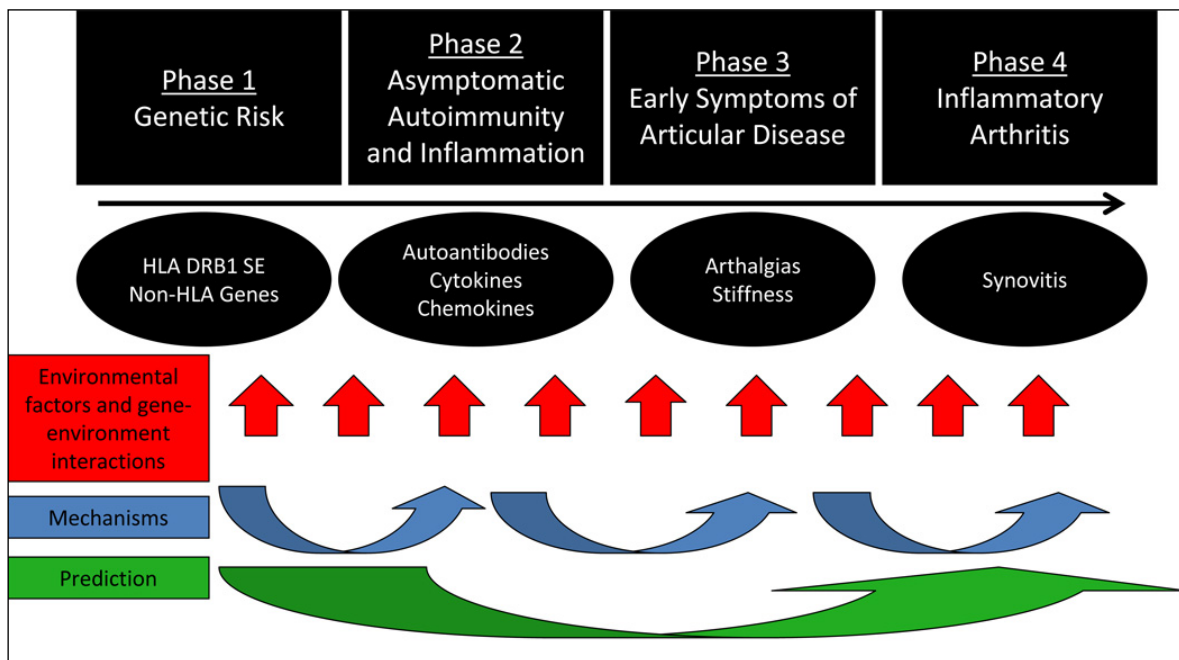 Phase 1
Genetic Risk
Phase 2
Asymptomatic
Autoimmunity
and Inflammation
Phase 3
Early Symptoms of
Articular Disease
Phase 4
Inflammatory
Arthritis
HLA DRB1 SE
Non-HLA Genes
Autoantibodies
Cytokines
Chemokines
Arthalgias
Stiffness
Synovitis
Environmental
factors and gene-
environment
interactions
Mechanisms
Prediction